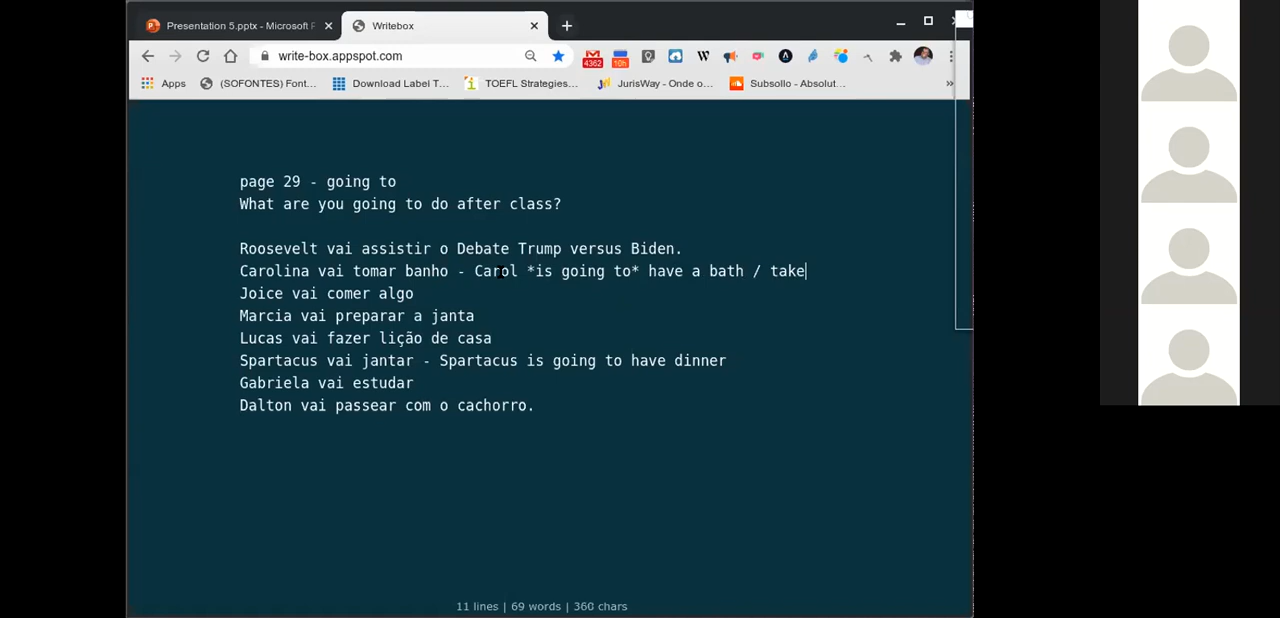 Presentation 5.pptx - Microsoft P
Writebox
write-box.appspot.com
4362
10h
W
Apps
(SOFONTES) Font...
Download Label T...
TOEFL Strategies...
JurisWay - Onde o...
Subsollo - Absolut...
page 29 - going to
What are you going to do after class?
Roosevelt vai assistir o Debate Trump versus Biden.
Carolina vai tomar banho - Carol *is going to* have a bath / take
Joice vai comer algo
Marcia vai preparar a janta
Lucas vai fazer lição de casa
Spartacus vai jantar - Spartacus is going to have dinner
Gabriela vai estudar
Dalton vai passear com o cachorro.
11 lines | 69 words | 360 chars